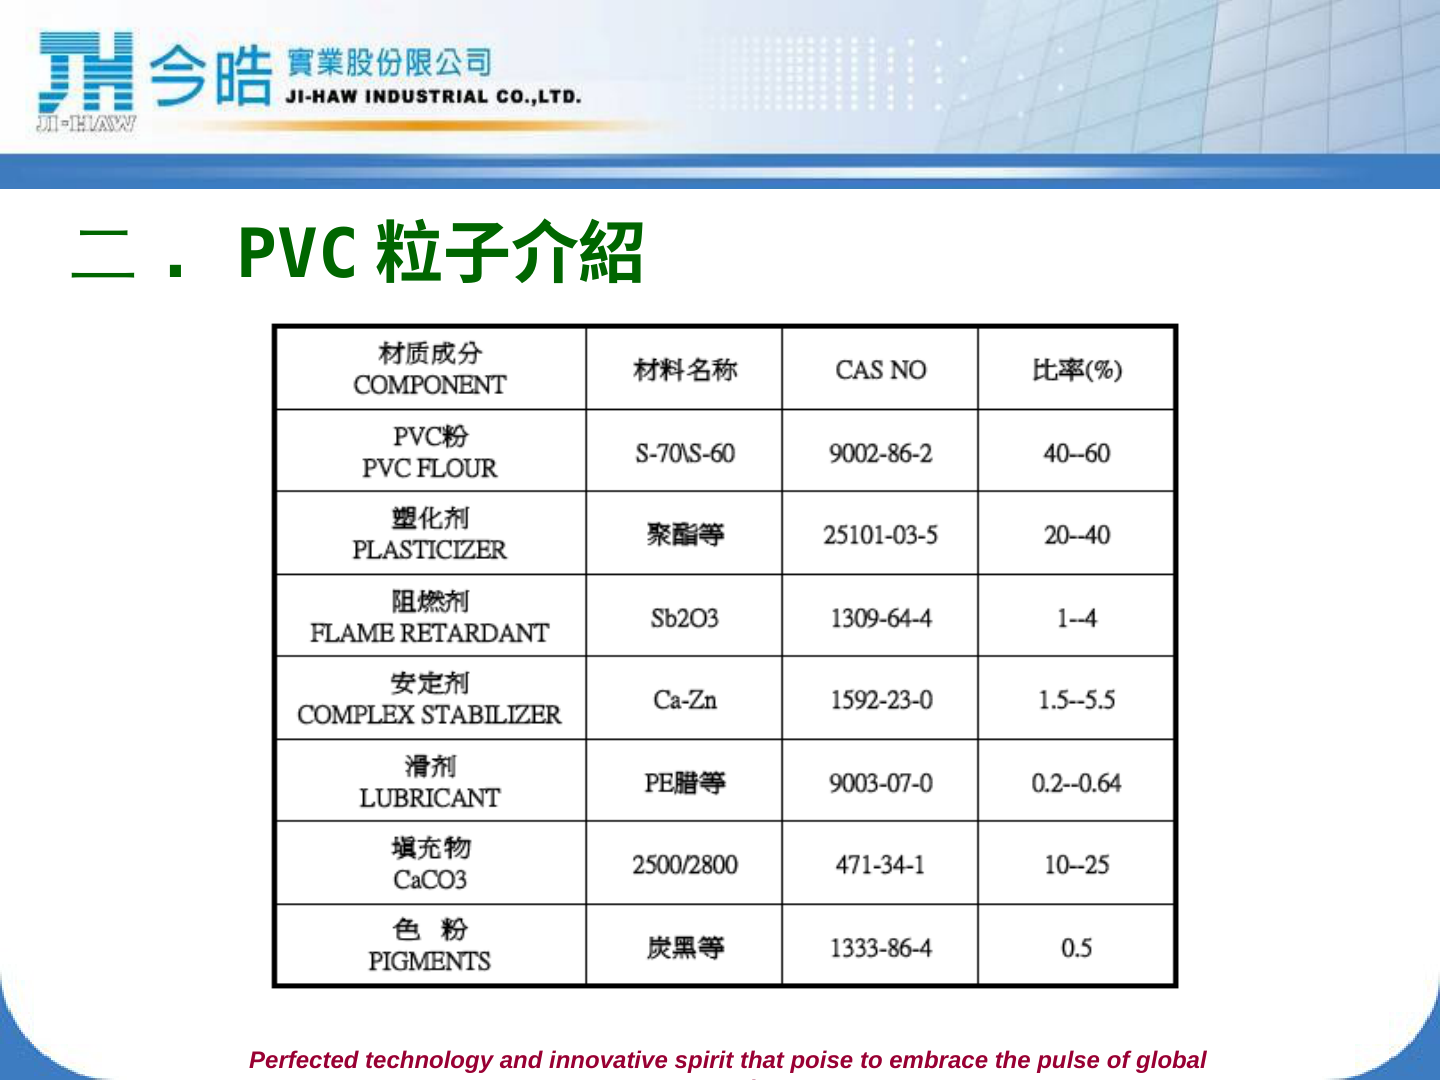 JH 今皓 實業股份限公司
JI-HAW INDUSTRIAL CO.,LTD.
JI-HAW
二. PVC粒子介紹
材质成分 材料名称 CAS NO 比率(%)
COMPONENT
PVC粉 S-70\S-60 9002-86-2 40--60
PVC FLOUR
塑化剂 聚酯等 25101-03-5 20--40
PLASTICIZER
阻燃剂 Sb2O3 1309-64-4 1--4
FLAME RETARDANT
安定剂 Ca-Zn 1592-23-0 1.5--5.5
COMPLEX STABILIZER
滑剂 PE腊等 9003-07-0 0.2--0.64
LUBRICANT
填充物 2500/2800 471-34-1 10--25
CaCO3
色 粉 炭黑等 1333-86-4 0.5
PIGMENTS
Perfected technology and innovative spirit that poise to embrace the pulse of global